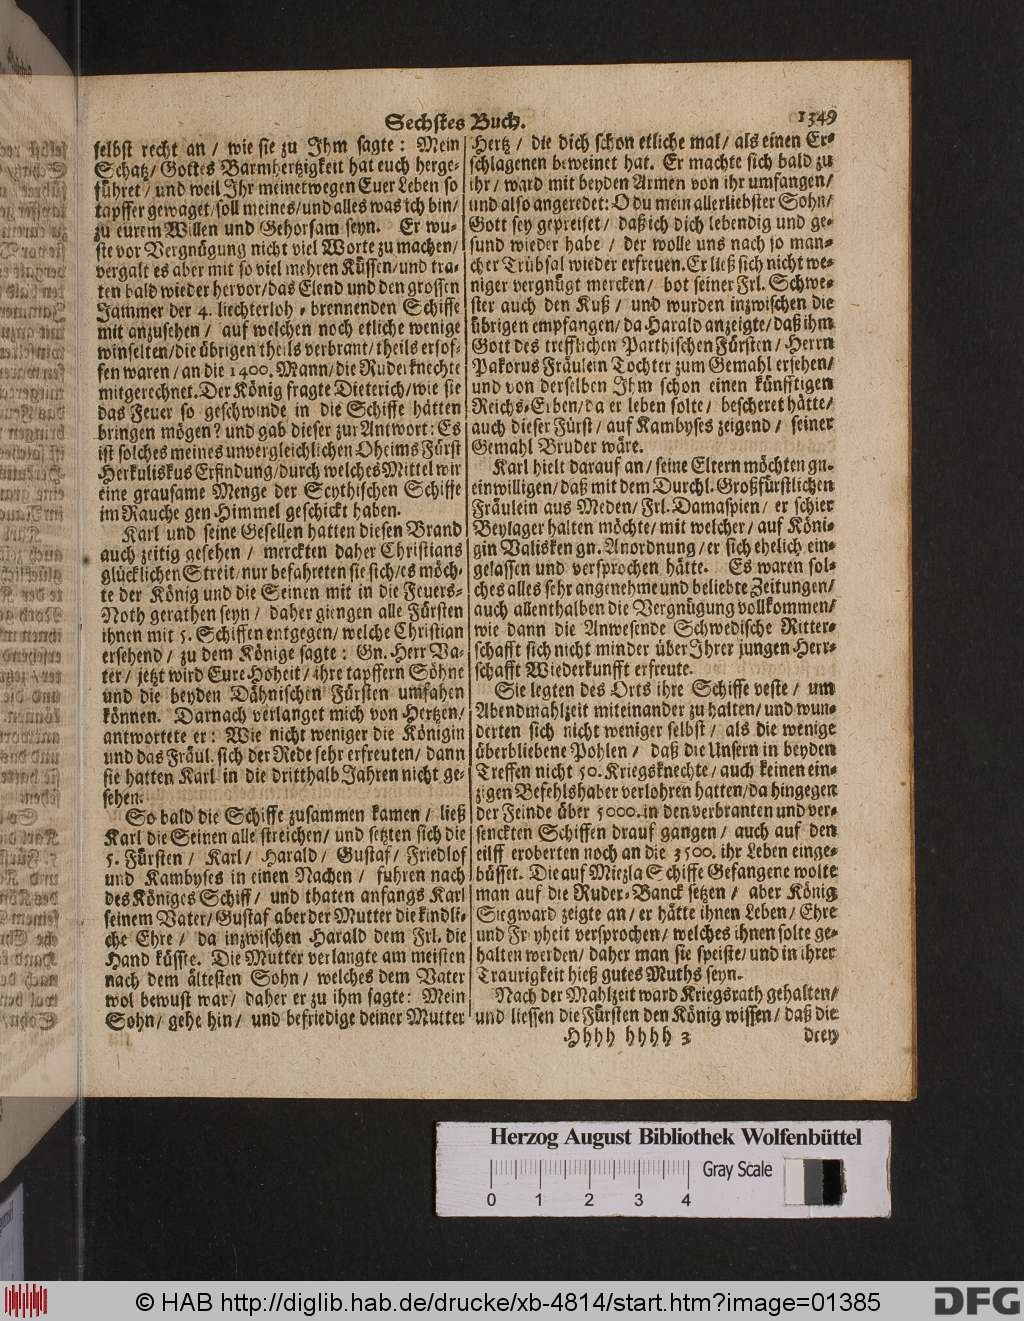 Sechstes Buch.
1349
selbst recht an / wie sie zu Ihm sagte: Mein
Schatz/ Gottes Barmhertzigkeit hat euch herge-
führet/ und weil Ihr meinetwegen Euer Leben so
tapffer gewaget/ soll meines/ und alles was ich bin/
zu eurem Willen und Gehorsam seyn. Er wu-
ste vor Vergnügung nicht viel Worte zu machen/
vergalt es aber mit so viel mehren Küssen/ und tra-
ten bald wieder hervor/ das Elend und den grossen
Jammer der 4. liechterloh-brennenden Schiffe
mit anzusehen / auf welchen noch etliche wenige
winselten/ die übrigen theils verbrant/ theils ersof-
fen waren/ an die 1400. Mann/ die Ruderknechte
mitgerechnet. Der König fragte Dieterich/ wie sie
das Feuer so geschwinde in die Schiffe hätten
bringen mögen? und gab dieser zur Antwort: Es
ist solches meines unvergleichlichen Oheims Fürst
Herkuliskus Erfindung/ durch welches Mittel wir
eine grausame Menge der Scythischen Schiffe
im Rauche gen Himmel geschickt haben.
Karl und seine Gesellen hatten diesen Brand
auch zeitig gesehen / merckten daher Christians
glücklichen Streit/ nur befahreten sie sich/ es möch-
te der König und die Seinen mit in die Feuers-
Noth gerathen seyn / daher giengen alle Fürsten
ihnen mit 5. Schiffen entgegen/ welche Christian
ersehend / zu dem Könige sagte: Gn. Herr Va-
ter/ jetzt wird Eure Hoheit/ ihre tapffern Söhne
und die beyden Dähnischen Fürsten umfahen
können. Darnach verlanget mich von Hertzen/
antwortete er: Wie nicht weniger die Königin
und das Fräul. sich der Rede sehr erfreuten/ dann
sie hatten Karl in die dritthalb Jahren nicht ge-
sehen.
So bald die Schiffe zusammen kamen / ließ
Karl die Seinen alle streichen/ und setzten sich die
5. Fürsten / Karl/ Harald/ Gustaf/ Friedlof
und Kambyses in einen Nachen/ fuhren nach
des Königes Schiff/ und thaten anfangs Karl
seinem Vater/ Gustaf aber der Mutter die kindli-
che Ehre / da inzwischen Harald dem Frl. die
Hand küsste. Die Mutter verlangte am meisten
nach dem ältesten Sohn/ welches dem Vater
wol bewust war/ daher er zu ihm sagte: Mein
Sohn/ gehe hin/ und befriedige deiner Mutter
Hertz / die dich schon etliche mal/ als einen Er-
schlagenen beweinet hat. Er machte sich bald zu
ihr/ ward mit beyden Armen von ihr umfangen/
und also angeredet: O du mein allerliebster Sohn/
Gott sey gepreiset/ daß ich dich lebendig und ge-
sund wieder habe / der wolle uns nach so man-
cher Trübsal wieder erfreuen. Er ließ sich nicht we-
niger vergnügt mercken/ bot seiner Frl. Schwe-
ster auch den Kuß/ und wurden inzwischen die
übrigen empfangen/ da Harald anzeigte/ daß ihm
Gott des trefflichen Parthischen Fürsten/ Herrn
Pakorus Fräulein Tochter zum Gemahl ersehen/
und von derselben Ihm schon einen künfftigen
Reichs-Erben/ da er leben solte/ bescheret hätte/
auch dieser Fürst/ auf Kambyses zeigend/ seiner
Gemahl Bruder wäre.
Karl hielt darauf an/ seine Eltern möchten gn.
einwilligen/ daß mit dem Durchl. Großfürstlichen
Fräulein aus Meden/ Frl. Damaspien/ er schier
Beylager halten möchte/ mit welcher/ auf Köni-
gin Valisken gn. Anordnung/ er sich ehelich ein-
gelassen und versprochen hätte. Es waren sol-
ches alles sehr angenehme und beliebte Zeitungen/
auch allenthalben die Vergnügung vollkommen/
wie dann die Anwesende Schwedische Ritter-
schafft sich nicht minder über Ihrer jungen Herr-
schafft Wiederkunfft erfreute.
Sie legten des Orts ihre Schiffe veste / um
Abendmahlzeit miteinander zu halten/ und wun-
derten sich nicht weniger selbst/ als die wenige
überbliebene Pohlen/ daß die Unsern in beyden
Treffen nicht 50. Kriegsknechte/ auch keinen ein-
zigen Befehlshaber verlohren hatten/ da hingegen
der Feinde über 5000. in den verbranten und ver-
senckten Schiffen drauf gangen/ auch auf den
eilff eroberten noch an die 3500. ihr Leben einge-
büsset. Die auf Miezla Schiffe Gefangene wolte
man auf die Ruder-Banck setzen/ aber König
Siegward zeigte an/ er hätte ihnen Leben/ Ehre
und Freyheit versprochen/ welches ihnen solte ge-
halten werden/ daher man sie speiste/ und in ihrer
Traurigkeit hieß gutes Muths seyn.
Nach der Mahlzeit ward Kriegsrath gehalten/
und liessen die Fürsten den König wissen/ daß die
Hhhh hhhh 3
drey
Herzog August Bibliothek Wolfenbüttel
Gray Scale
0 1 2 3 4
© HAB http://diglib.hab.de/drucke/xb-4814/start.htm?image=01385
DFG